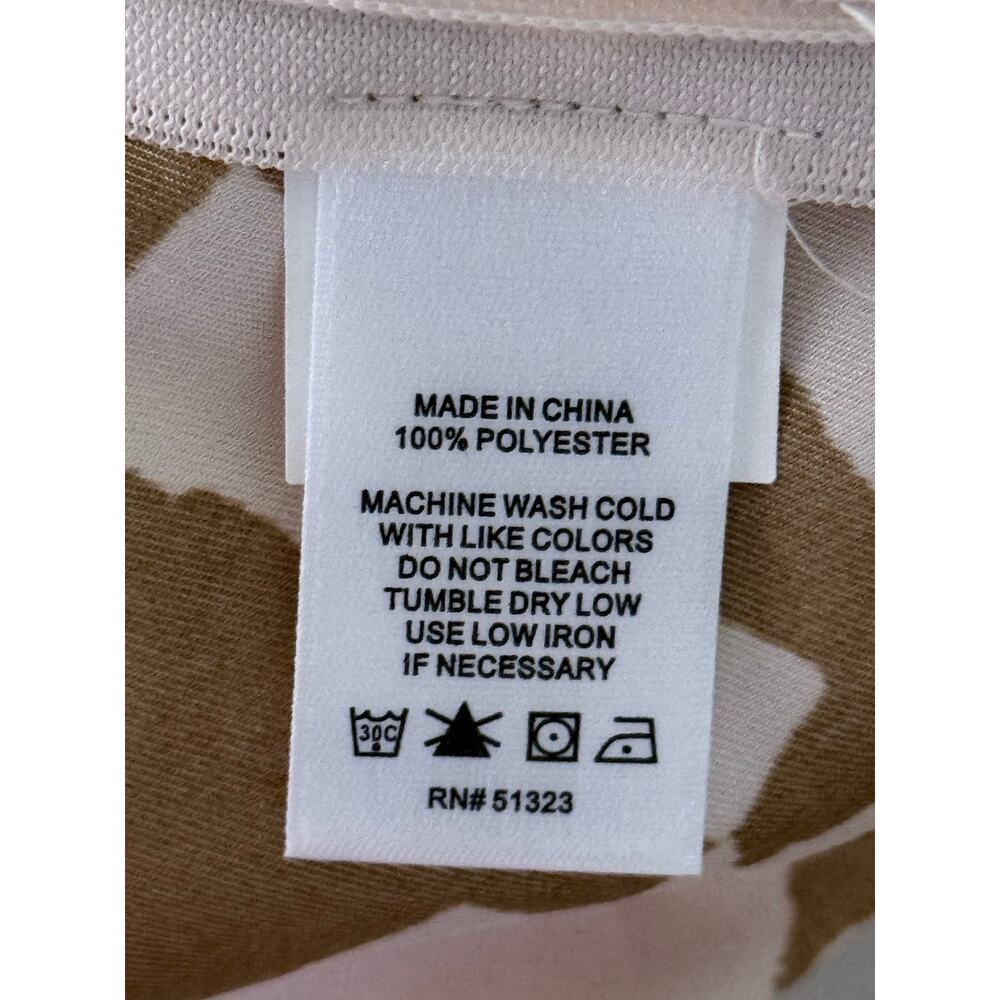 MADE IN CHINA
100% POLYESTER
MACHINE WASH COLD
WITH LIKE COLORS
DO NOT BLEACH
TUMBLE DRY LOW
USE LOW IRON
IF NECESSARY
30C
RN# 51323